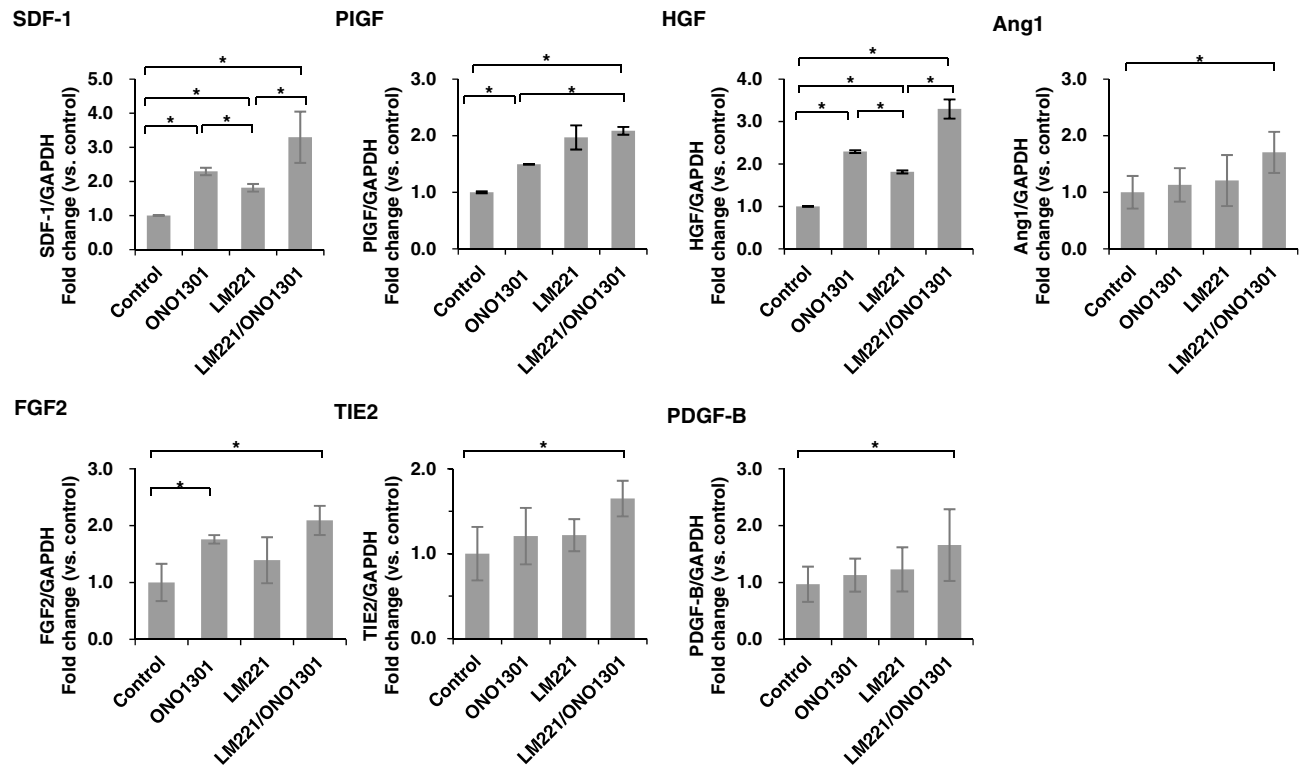 SDF-1
SDF-1/GAPDH
Fold change (vs. control)
5.0
4.0
3.0
2.0
1.0
0.0
*
*
*
*
*
Control
ONO1301
LM221
LM221/ONO1301
PIGF
PIGF/GAPDH
Fold change (vs. control)
3.0
2.0
1.0
0.0
*
*
*
Control
ONO1301
LM221
LM221/ONO1301
HGF
HGF/GAPDH
Fold change (vs. control)
4.0
3.0
2.0
1.0
0.0
*
*
*
*
*
Control
ONO1301
LM221
LM221/ONO1301
Ang1
Ang1/GAPDH
Fold change (vs. control)
3.0
2.0
1.0
0.0
*
Control
ONO1301
LM221
LM221/ONO1301
FGF2
FGF2/GAPDH
Fold change (vs. control)
3.0
2.0
1.0
0.0
*
*
Control
ONO1301
LM221
LM221/ONO1301
TIE2
TIE2/GAPDH
Fold change (vs. control)
2.0
1.0
0.0
*
Control
ONO1301
LM221
LM221/ONO1301
PDGF-B
PDGF-B/GAPDH
Fold change (vs. control)
3.0
2.0
1.0
0.0
*
Control
ONO1301
LM221
LM221/ONO1301